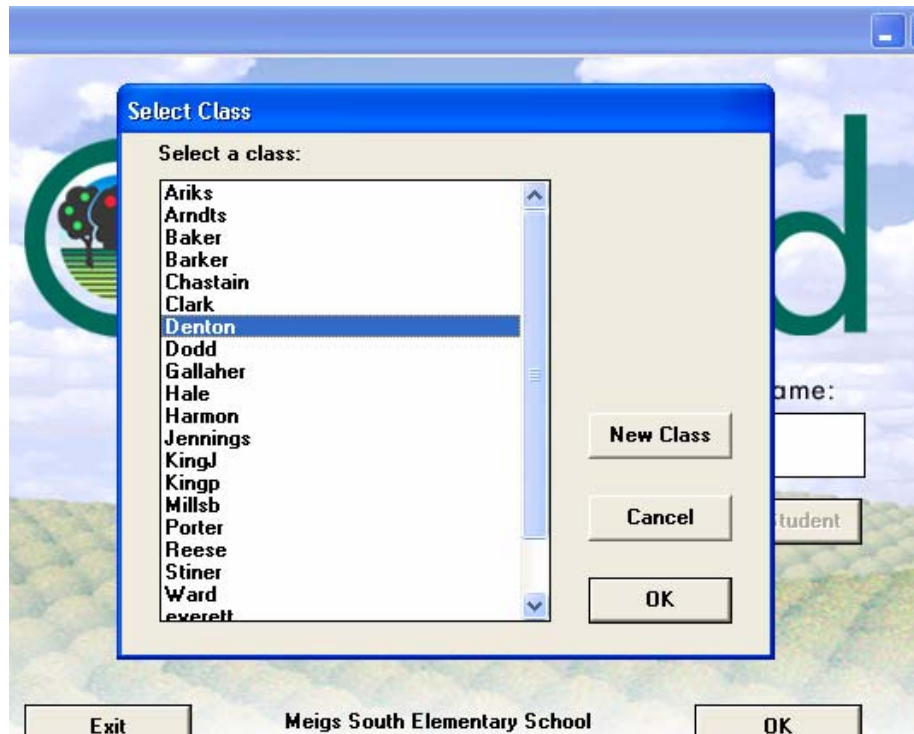 Select Class
Select a class:
Ariks
Arndts
Baker
Barker
Chastain
Clark
Denton
Dodd
Gallaher
Hale
Harmon
Jennings
KingJ
Kingp
Millsb
Porter
Reese
Stiner
Ward
everett
New Class
Cancel
OK
d
ame:
tudent
Exit
Meigs South Elementary School
OK